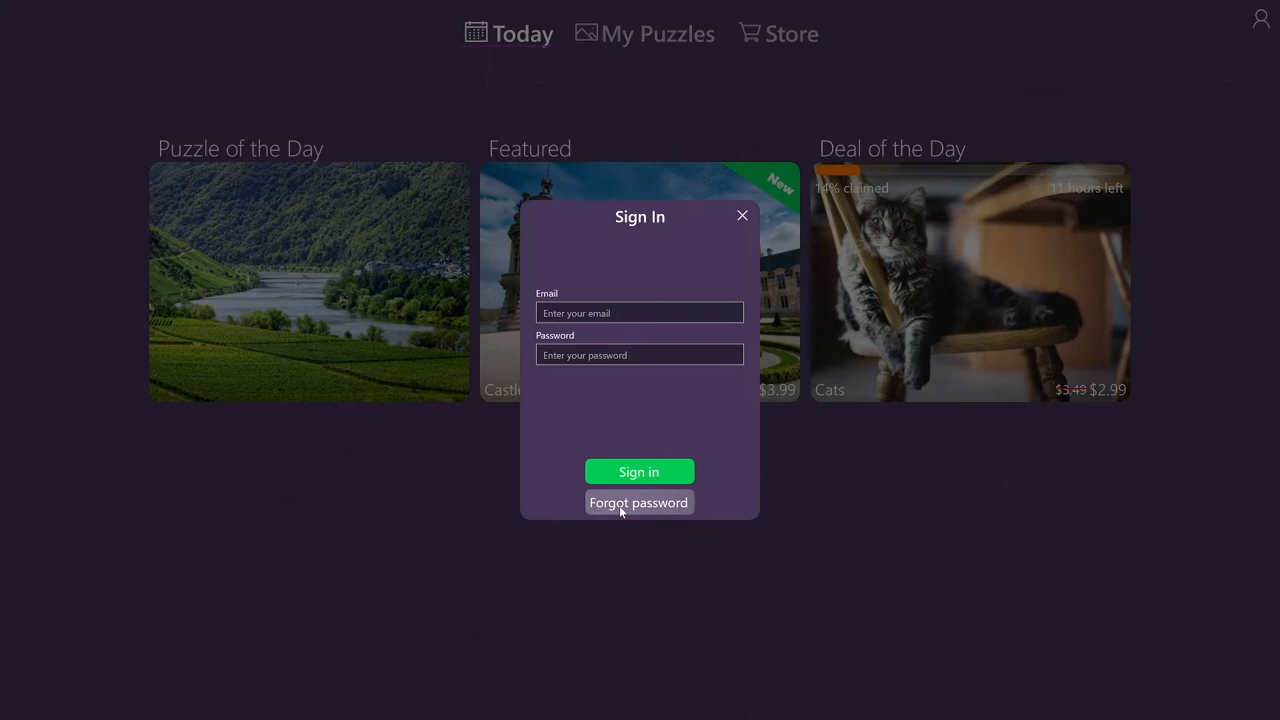 Today My Puzzles Store
Puzzle of the Day Featured Deal of the Day
New
14% claimed 11 hours left
Sign In
Email
Enter your email
Password
Enter your password
$3.99 Cats $3.49 $2.99
Sign in
Forgot password